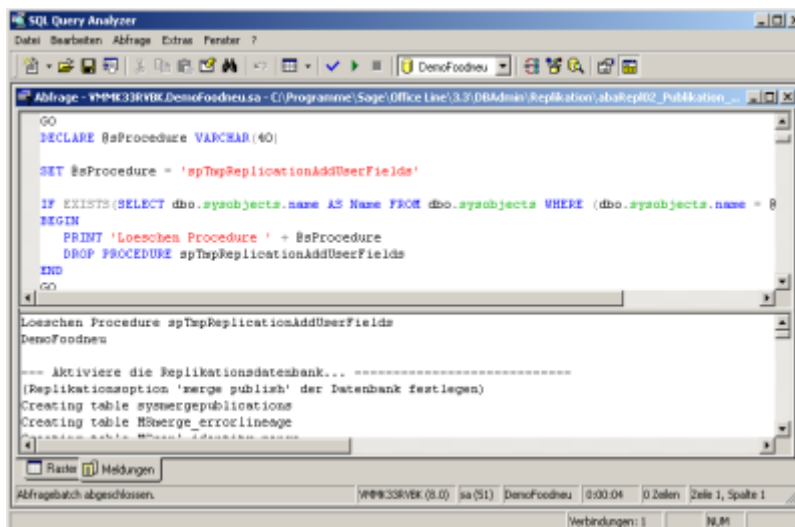 SQL Query Analyzer
Datei Bearbeiten Abfrage Extras Fenster ?
DemoFoodneu
Abfrage - VMMK33RVBK.DemoFoodneu.sa - C:\Programme\Sage\Office Line\3.3\DBAdmin\Replikation\abaRepl02_Publikation_...
GO
DECLARE @sProcedure VARCHAR(40)
SET @sProcedure = 'spTmpReplicationAddUserFields'
IF EXISTS(SELECT dbo.sysobjects.name AS Name FROM dbo.sysobjects WHERE (dbo.sysobjects.name = @
BEGIN
PRINT 'Loeschen Procedure ' + @sProcedure
DROP PROCEDURE spTmpReplicationAddUserFields
END
GO
Loeschen Procedure spTmpReplicationAddUserFields
DemoFoodneu
--- Aktiviere die Replikationsdatenbank... ----------------------------
(Replikationsoption 'merge publish' der Datenbank festlegen)
Creating table sysmergepublications
Creating table MSmerge_errorlineage
Raster Meldungen
Abfragebatch abgeschlossen. VMMK33RVBK (8.0) sa (51) DemoFoodneu 0:00:04 0 Zeilen Zeile 1, Spalte 1
Verbindungen: 1 NUM